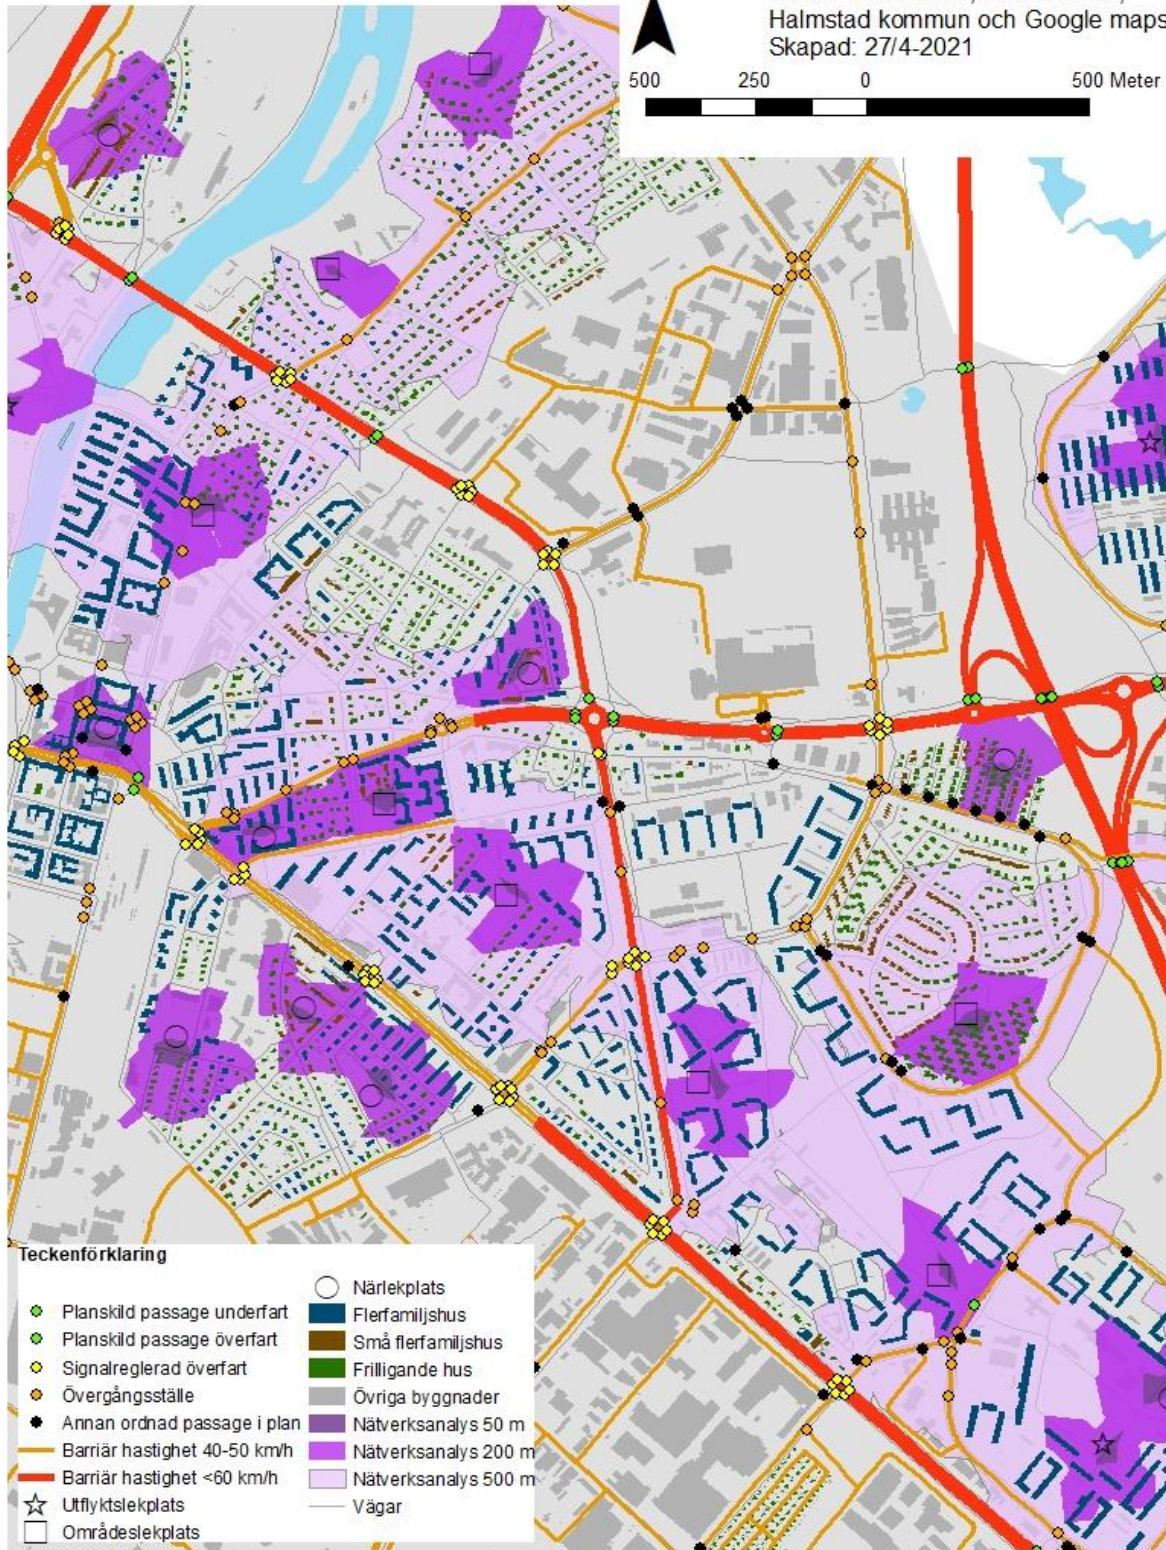 Halmstad kommun och Google maps
Skapad: 27/4-2021
500 250 0 500 Meter
Teckenförklaring
Planskild passage underfart
Planskild passage överfart
Signalreglerad överfart
Övergångsställe
Annan ordnad passage i plan
Barriär hastighet 40-50 km/h
Barriär hastighet <60 km/h
Utflyktslekplats
Områdeslekplats
Närlekplats
Flerfamiljshus
Små flerfamiljshus
Frilligande hus
Övriga byggnader
Nätverksanalys 50 m
Nätverksanalys 200 m
Nätverksanalys 500 m
Vägar